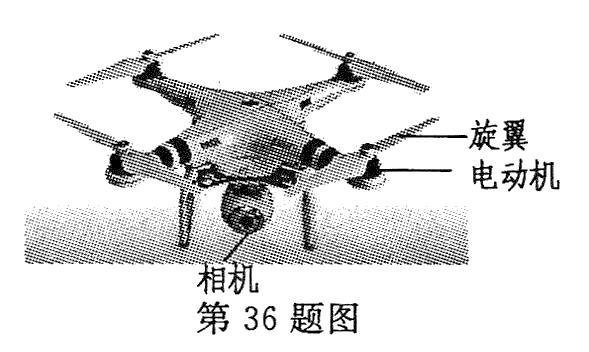 旋翼
电动机
相机
第 36 题图